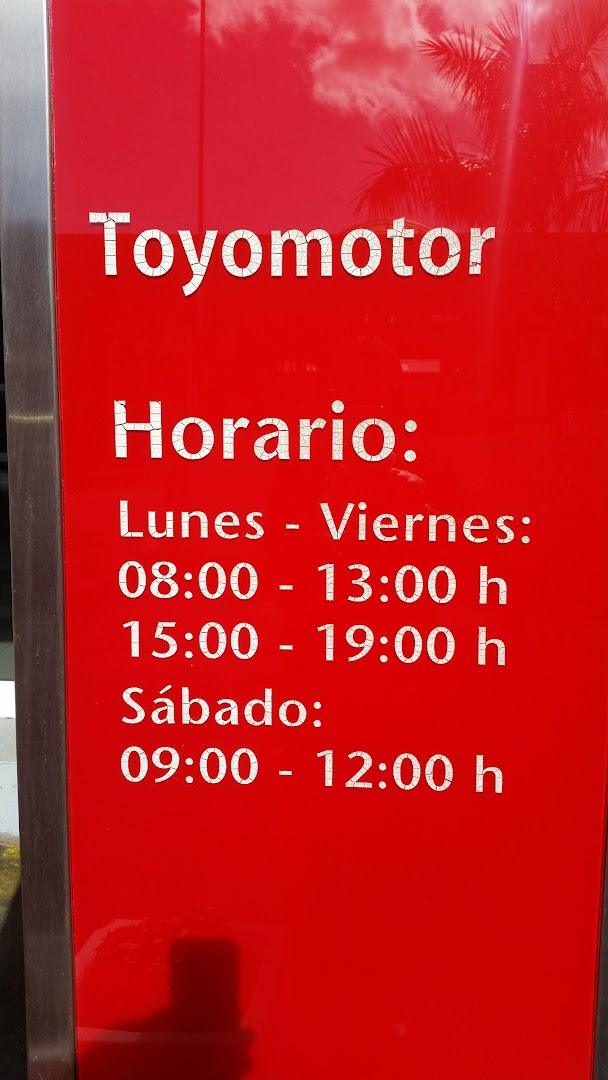 Toyomotor
Horario:
Lunes - Viernes:
08:00 - 13:00 h
15:00 - 19:00 h
Sábado:
09:00 - 12:00 h